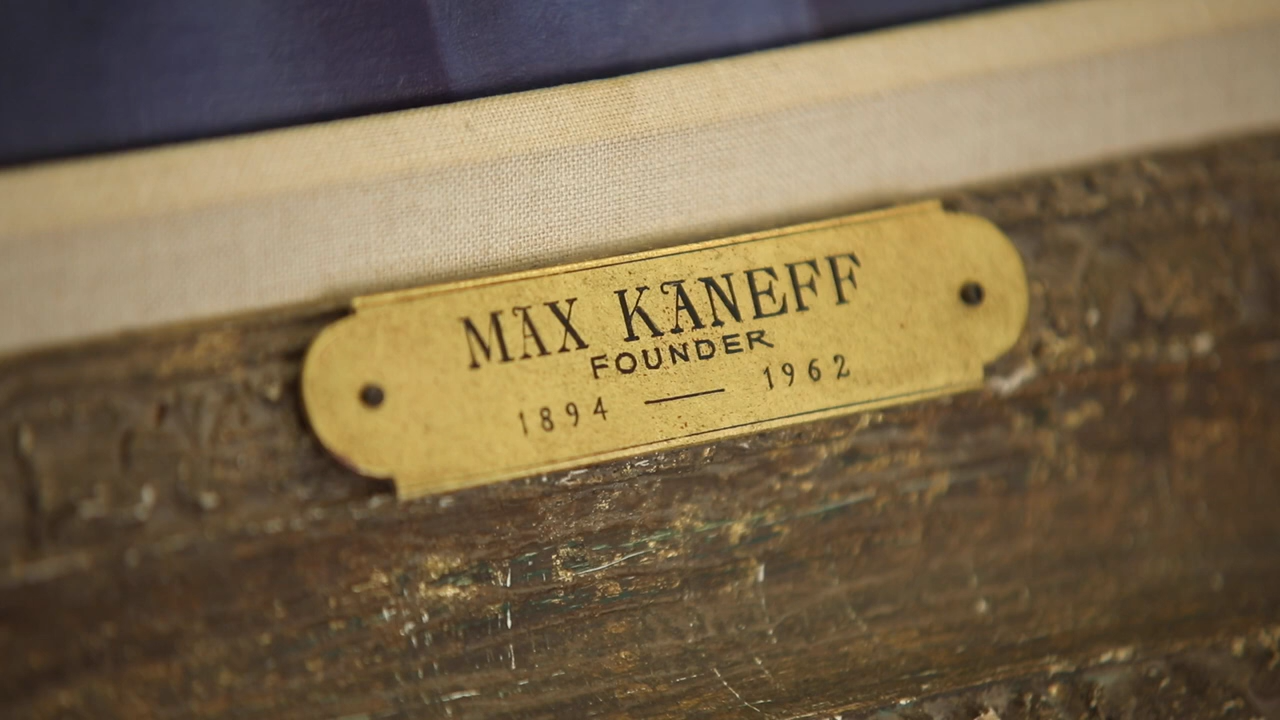 MAX KANEFF
FOUNDER
1894 — 1962